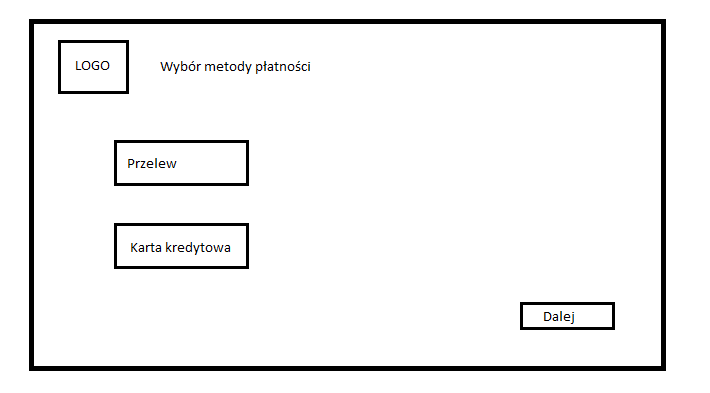 LOGO
Wybór metody płatności
Przelew
Karta kredytowa
Dalej